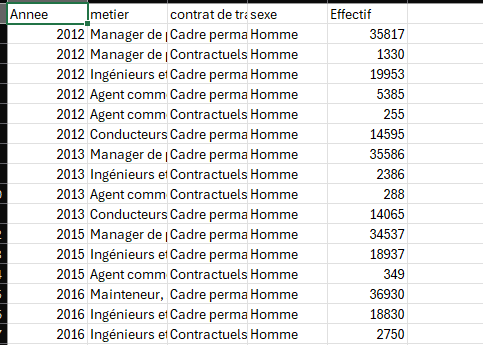 Annee metier contrat de tra sexe Effectif
2012 Manager de p Cadre perma Homme 35817
2012 Manager de p Contractuels Homme 1330
2012 Ingénieurs et Cadre perma Homme 19953
2012 Agent comm Cadre perma Homme 5385
2012 Agent comm Contractuels Homme 255
2012 Conducteurs Cadre perma Homme 14595
2013 Manager de p Cadre perma Homme 35586
2013 Ingénieurs et Contractuels Homme 2386
2013 Agent comm Contractuels Homme 288
2013 Conducteurs Cadre perma Homme 14065
2015 Manager de p Cadre perma Homme 34537
2015 Ingénieurs et Cadre perma Homme 18937
2015 Agent comm Contractuels Homme 349
2016 Mainteneur, Cadre perma Homme 36930
2016 Ingénieurs et Cadre perma Homme 18830
2016 Ingénieurs et Contractuels Homme 2750